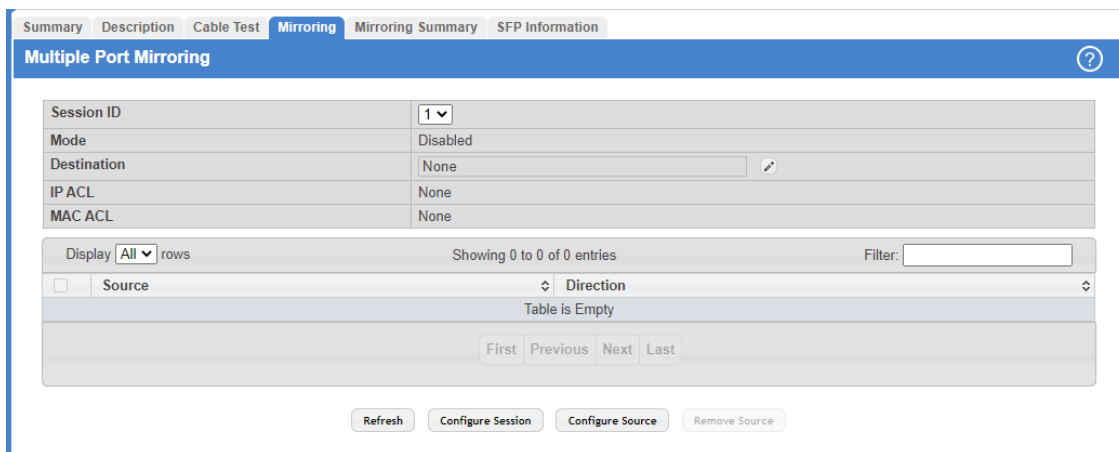 Summary Description Cable Test Mirroring Mirroring Summary SFP Information
Multiple Port Mirroring ?
Session ID 1
Mode Disabled
Destination None
IP ACL None
MAC ACL None
Display All rows Showing 0 to 0 of 0 entries Filter:
Source Direction
Table is Empty
First Previous Next Last
Refresh Configure Session Configure Source Remove Source